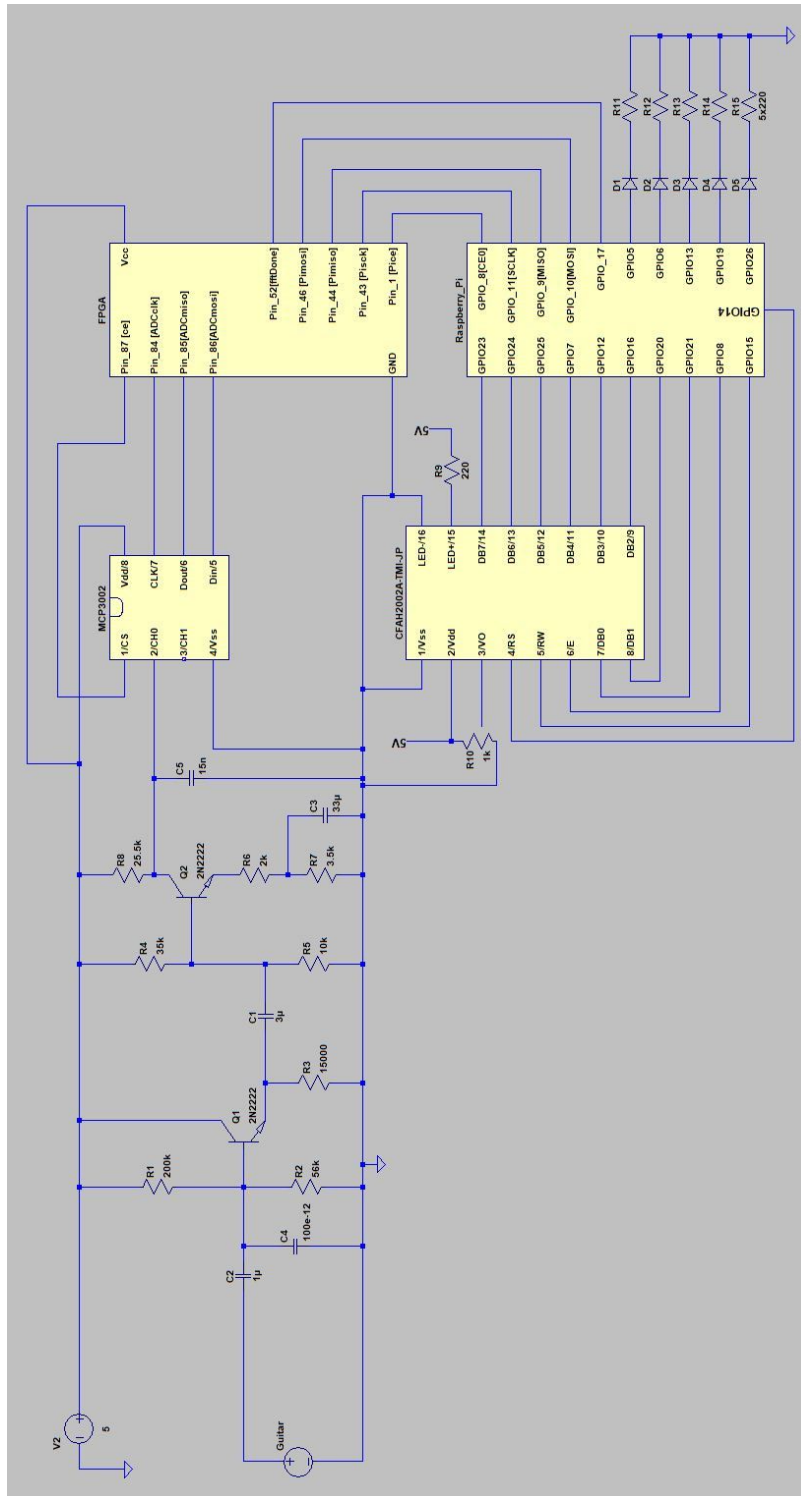 V2
5
Guitar
C2
1µ
C4
100e-12
R1
200k
R2
56k
Q1
2N2222
R3
15000
C1
3µ
R4
35k
R5
10k
Q2
2N2222
R8
25.5k
R6
2k
R7
3.5k
C3
33µ
C5
15n
MCP3002
1/CS
2/CH0
3/CH1
4/Vss
Vdd/8
CLK/7
Dout/6
Din/5
FPGA
Pin_87 [ce]
Pin_84 [ADCclk]
Pin_85[ADCmiso]
Pin_86[ADCmosi]
GND
Vcc
Pin_52[fftDone]
Pin_46 [Pimosi]
Pin_44 [Pimiso]
Pin_43 [Pisck]
Pin_1 [Pice]
5V
R10
1k
CFAH2002A-TMI-JP
1/Vss
2/Vdd
3/VO
4/RS
5/RW
6/E
7/DB0
8/DB1
LED-/16
LED+/15
DB7/14
DB6/13
DB5/12
DB4/11
DB3/10
DB2/9
5V
R9
220
Raspberry_Pi
GPIO23
GPIO24
GPIO25
GPIO7
GPIO12
GPIO16
GPIO20
GPIO21
GPIO8
GPIO15
GPIO_8[CE0]
GPIO_11[SCLK]
GPIO_9[MISO]
GPIO_10[MOSI]
GPIO_17
GPIO5
GPIO6
GPIO13
GPIO19
GPIO26
GPIO14
D1
D2
D3
D4
D5
R11
R12
R13
R14
R15
5x220